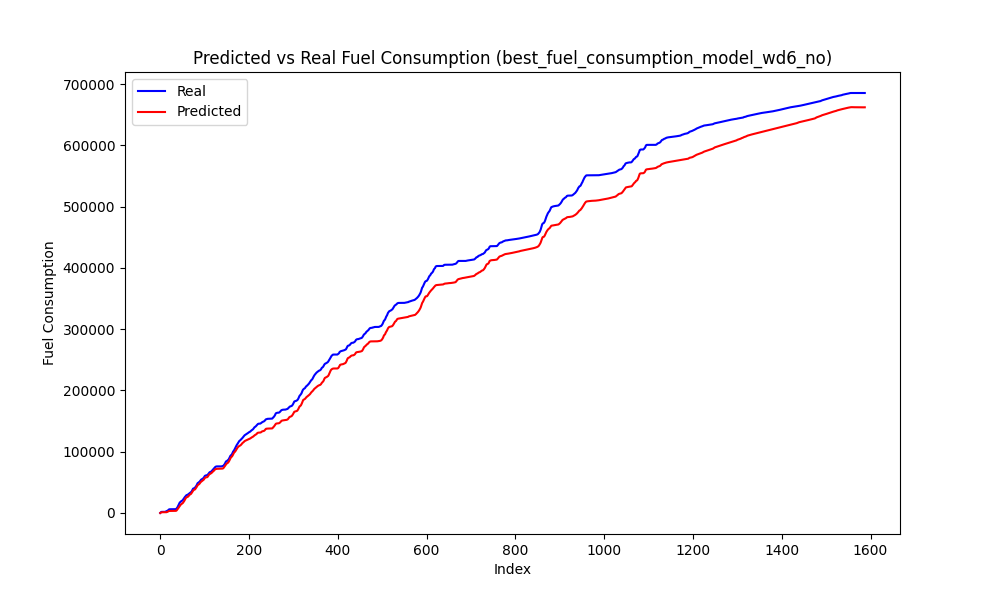 Predicted vs Real Fuel Consumption (best_fuel_consumption_model_wd6_no)
Real
Predicted
Fuel Consumption
700000
600000
500000
400000
300000
200000
100000
0
0 200 400 600 800 1000 1200 1400 1600
Index